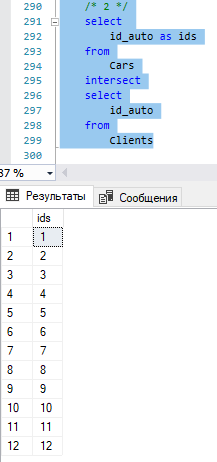 290 /* 2 */
291 select
292 id_auto as ids
293 from
294 Cars
295 intersect
296 select
297 id_auto
298 from
299 Clients
300
37 %
Результаты Сообщения
ids
1 1
2 2
3 3
4 4
5 5
6 6
7 7
8 8
9 9
10 10
11 11
12 12